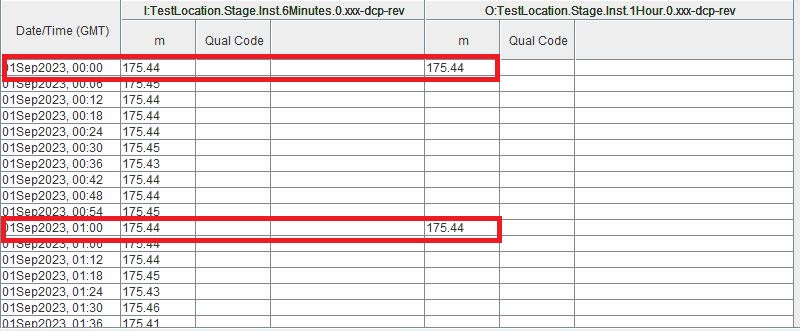 I:TestLocation.Stage.Inst.6Minutes.0.xxx-dcp-rev O:TestLocation.Stage.Inst.1Hour.0.xxx-dcp-rev
Date/Time (GMT) m Qual Code m Qual Code
01Sep2023, 00:00 175.44 175.44
01Sep2023, 00:06 175.45
01Sep2023, 00:12 175.44
01Sep2023, 00:18 175.44
01Sep2023, 00:24 175.44
01Sep2023, 00:30 175.45
01Sep2023, 00:36 175.43
01Sep2023, 00:42 175.44
01Sep2023, 00:48 175.44
01Sep2023, 00:54 175.45
01Sep2023, 01:00 175.44 175.44
01Sep2023, 01:06 175.44
01Sep2023, 01:12 175.44
01Sep2023, 01:18 175.45
01Sep2023, 01:24 175.43
01Sep2023, 01:30 175.46
01Sep2023, 01:36 175.41